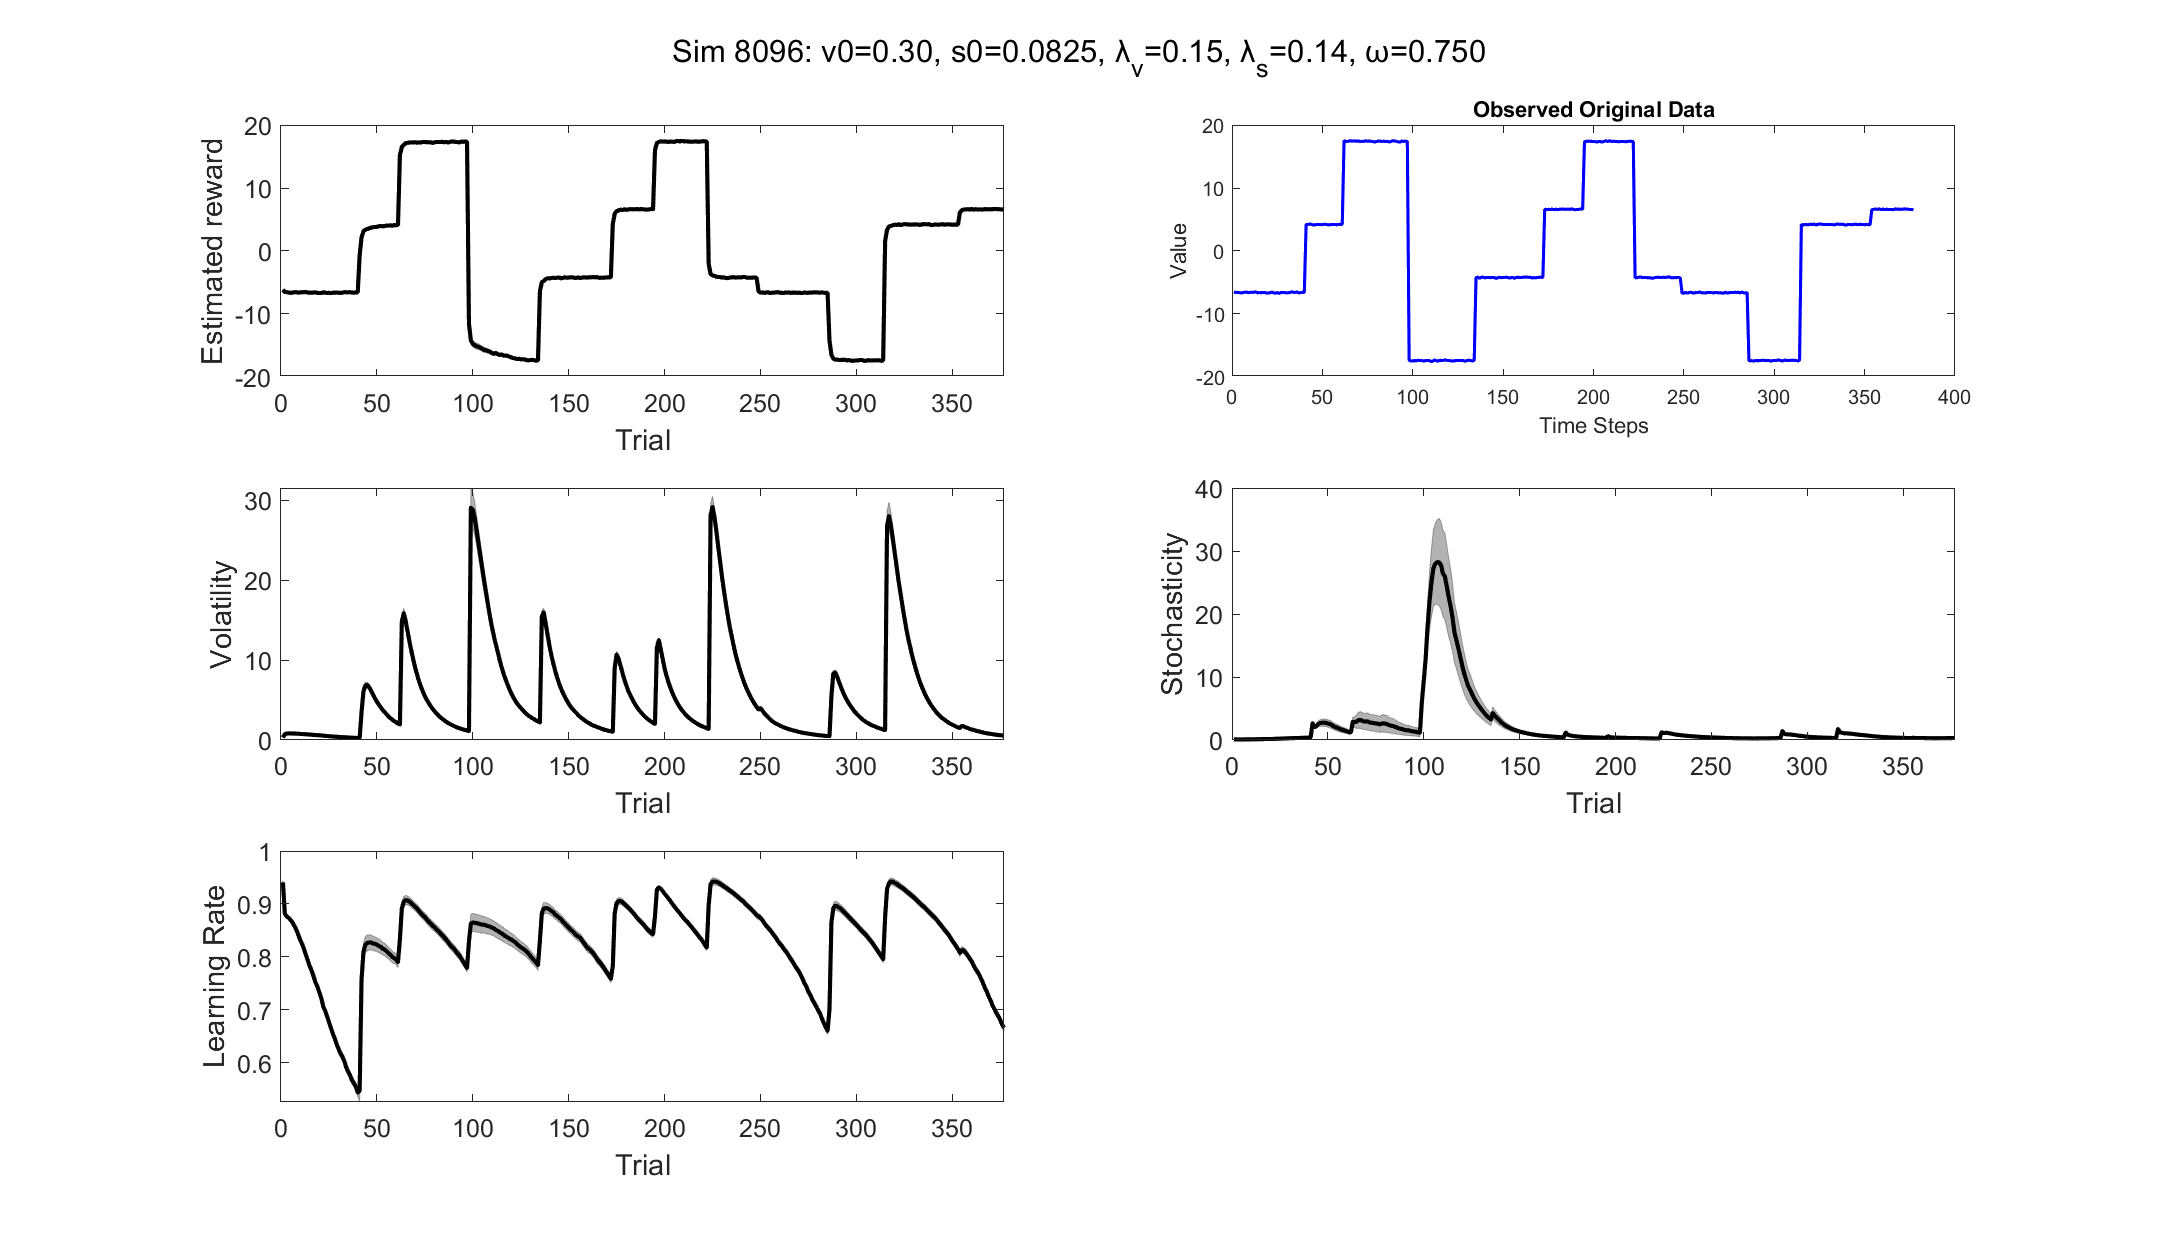 Sim 8096: v0=0.30, s0=0.0825, λ_v=0.15, λ_s=0.14, ω=0.750
Estimated reward
20
10
0
-10
-20
0 50 100 150 200 250 300 350
Trial
Observed Original Data
Value
20
10
0
-10
-20
0 50 100 150 200 250 300 350 400
Time Steps
Volatility
30
20
10
0
0 50 100 150 200 250 300 350
Trial
Stochasticity
40
30
20
10
0
0 50 100 150 200 250 300 350
Trial
Learning Rate
1
0.9
0.8
0.7
0.6
0 50 100 150 200 250 300 350
Trial